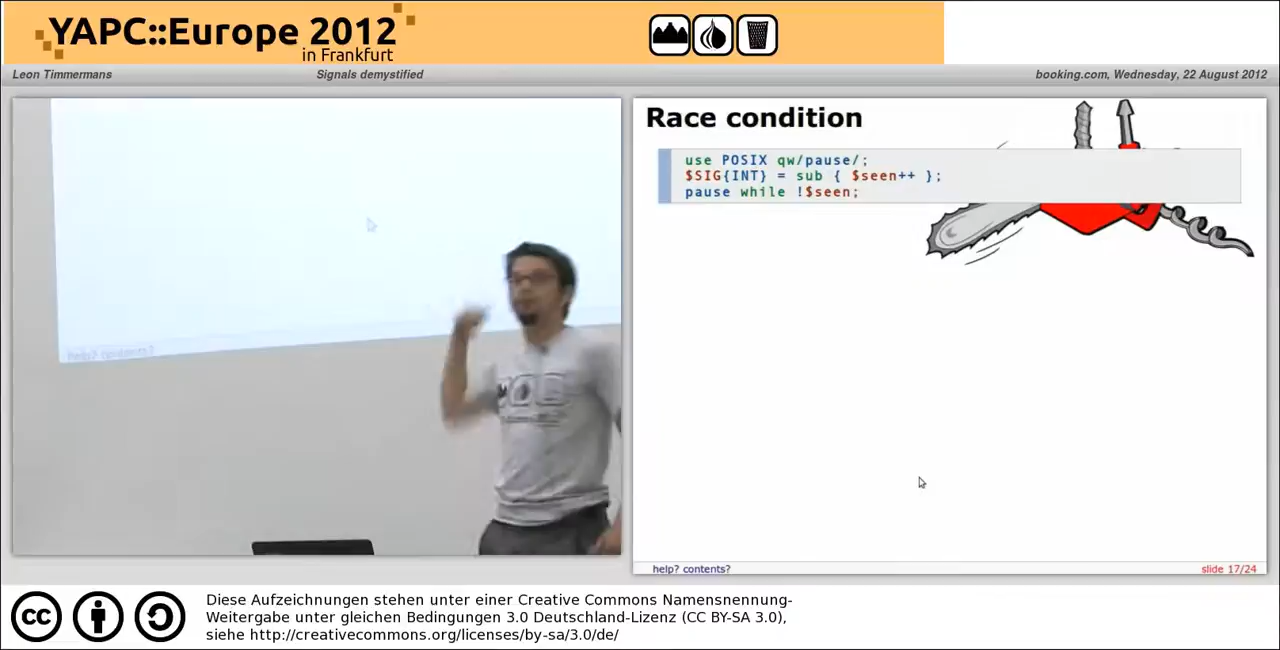 YAPC::Europe 2012
in Frankfurt
Leon Timmermans
Signals demystified
booking.com, Wednesday, 22 August 2012
Race condition
use POSIX qw/pause/;
$SIG{INT} = sub { $seen++ };
pause while !$seen;
help? contents?
help? contents?
slide 17/24
cc
Diese Aufzeichnungen stehen unter einer Creative Commons Namensnennung-
Weitergabe unter gleichen Bedingungen 3.0 Deutschland-Lizenz (CC BY-SA 3.0),
siehe http://creativecommons.org/licenses/by-sa/3.0/de/